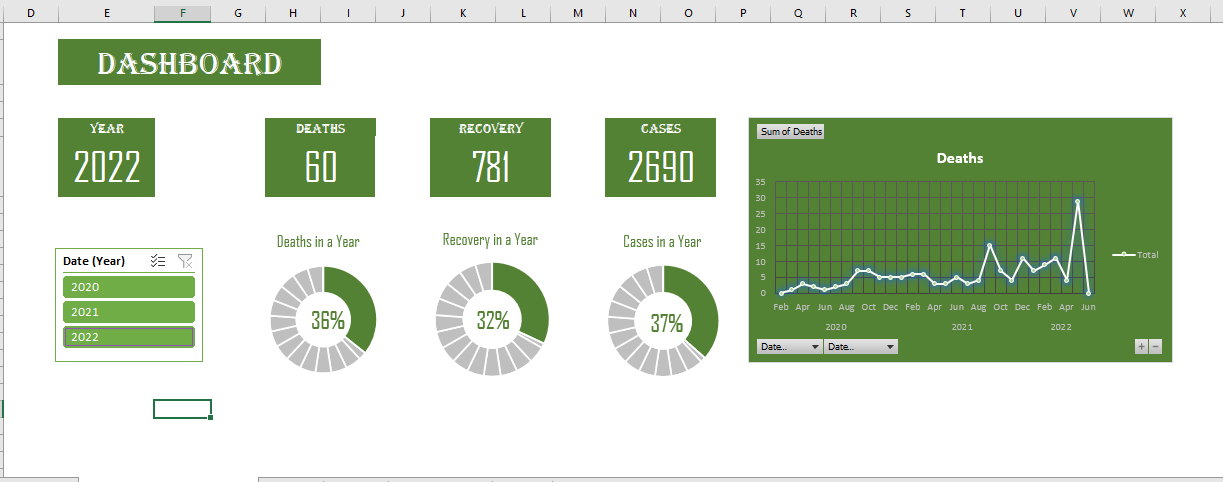 D E F G H I J K L M N O P Q R S T U V W X
DASHBOARD
YEAR
2022
DEATHS
60
RECOVERY
781
CASES
2690
Date (Year)
2020
2021
2022
Deaths in a Year
36%
Recovery in a Year
32%
Cases in a Year
37%
Sum of Deaths
Deaths
35
30
25
20
15
10
5
0
Feb Apr Jun Aug Oct Dec Feb Apr Jun Aug Oct Dec Feb Apr Jun
2020 2021 2022
Total
Date... Date...
+ −